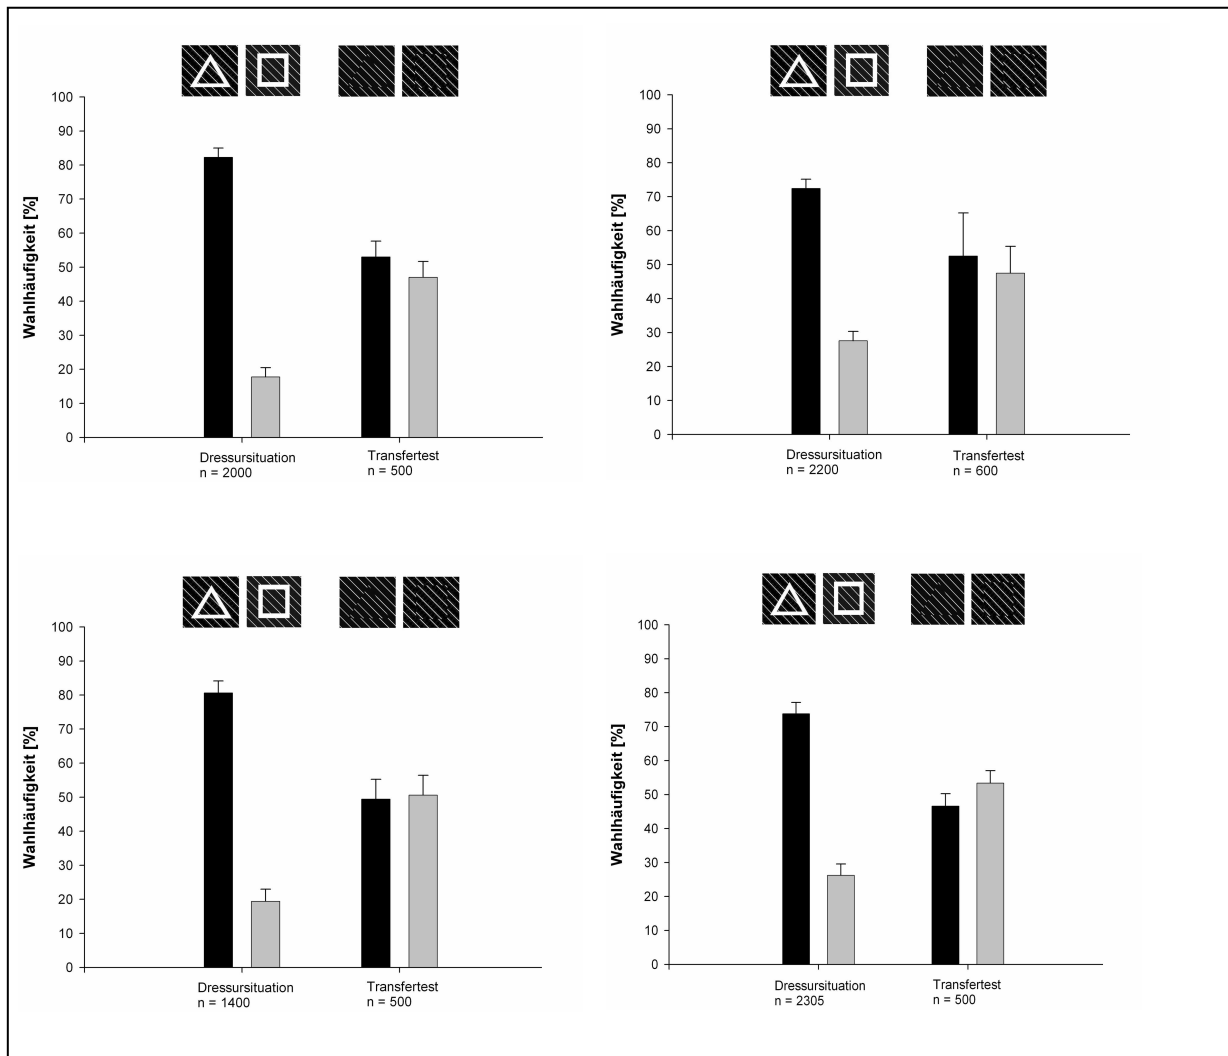 100
90
80
70
60
50
40
30
20
10
0
Wahlhäufigkeit [%]
Dressursituation
n = 2000
Transfertest
n = 500
100
90
80
70
60
50
40
30
20
10
0
Wahlhäufigkeit [%]
Dressursituation
n = 2200
Transfertest
n = 600
100
90
80
70
60
50
40
30
20
10
0
Wahlhäufigkeit [%]
Dressursituation
n = 1400
Transfertest
n = 500
100
90
80
70
60
50
40
30
20
10
0
Wahlhäufigkeit [%]
Dressursituation
n = 2305
Transfertest
n = 500